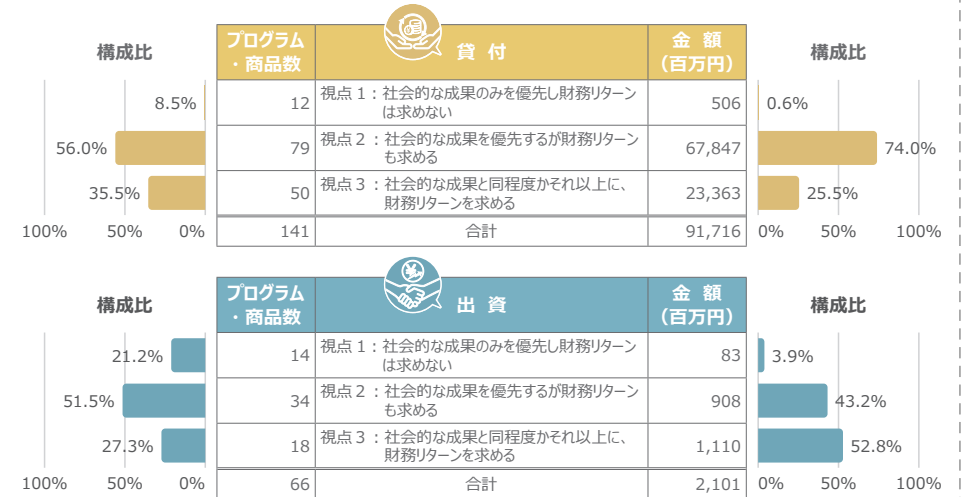 構成比
プログラム
・商品数
貸 付
金 額
(百万円)
構成比
8.5%
12
視点 1：社会的な成果のみを優先し財務リターン
は求めない
506
0.6%
56.0%
79
視点 2：社会的な成果を優先するが財務リターン
も求める
67,847
74.0%
35.5%
50
視点 3：社会的な成果と同程度かそれ以上に、
財務リターンを求める
23,363
25.5%
100% 50% 0%
141
合計
91,716
0% 50% 100%
構成比
プログラム
・商品数
出 資
金 額
(百万円)
構成比
21.2%
14
視点 1：社会的な成果のみを優先し財務リターン
は求めない
83
3.9%
51.5%
34
視点 2：社会的な成果を優先するが財務リターン
も求める
908
43.2%
27.3%
18
視点 3：社会的な成果と同程度かそれ以上に、
財務リターンを求める
1,110
52.8%
100% 50% 0%
66
合計
2,101
0% 50% 100%